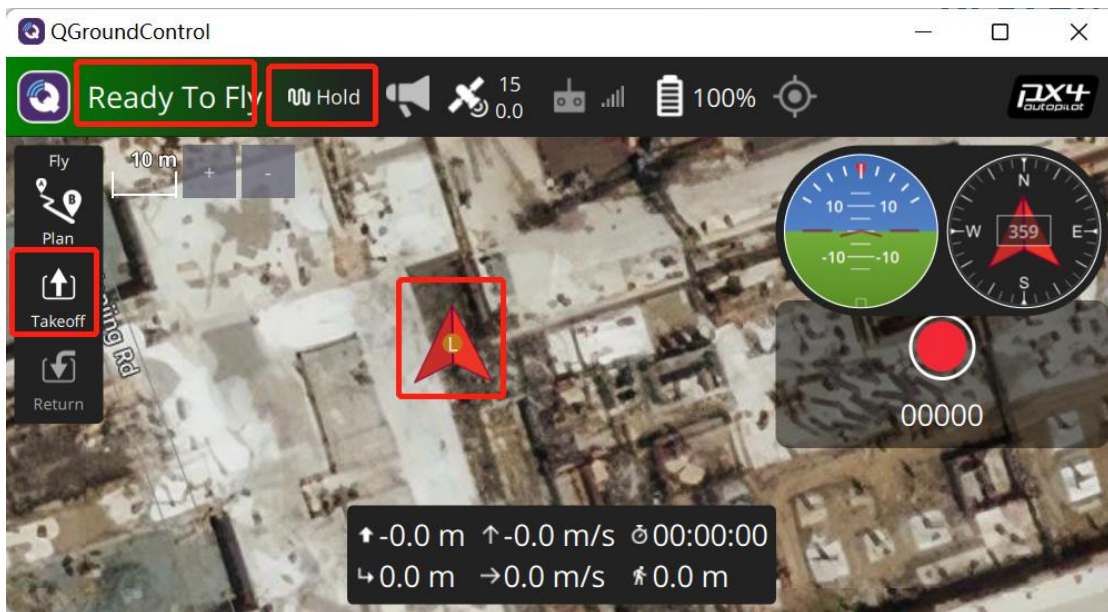 QGroundControl
Ready To Fly
Hold
15
0.0
100%
PX4
autopilot
Fly
Plan
Takeoff
Return
10 m
+
-
Rd
L
10 10
-10 -10
N
W 359 E
S
00000
-0.0 m -0.0 m/s 00:00:00
0.0 m 0.0 m/s 0.0 m